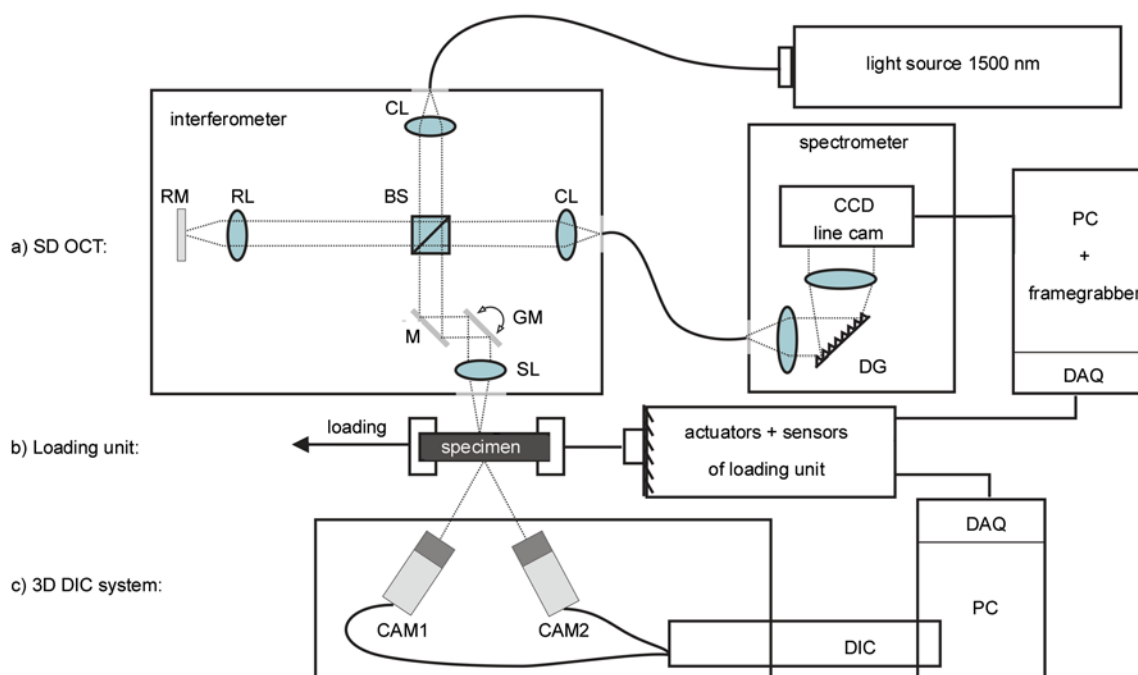 light source 1500 nm
CL
interferometer
spectrometer
RM
RL
BS
CL
CCD
line cam
PC
+
framegrabber
a) SD OCT:
GM
M
SL
DG
DAQ
loading
b) Loading unit:
specimen
actuators + sensors
of loading unit
DAQ
c) 3D DIC system:
PC
CAM1
CAM2
DIC